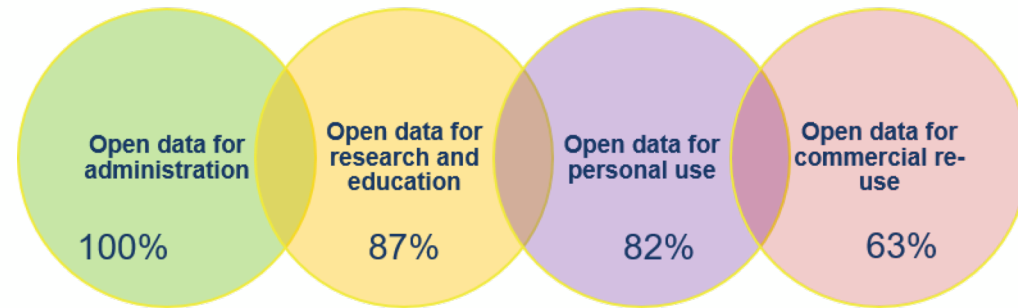 Open data for
administration
100%
Open data for
research and
education
87%
Open data for
personal use
82%
Open data for
commercial re-
use
63%